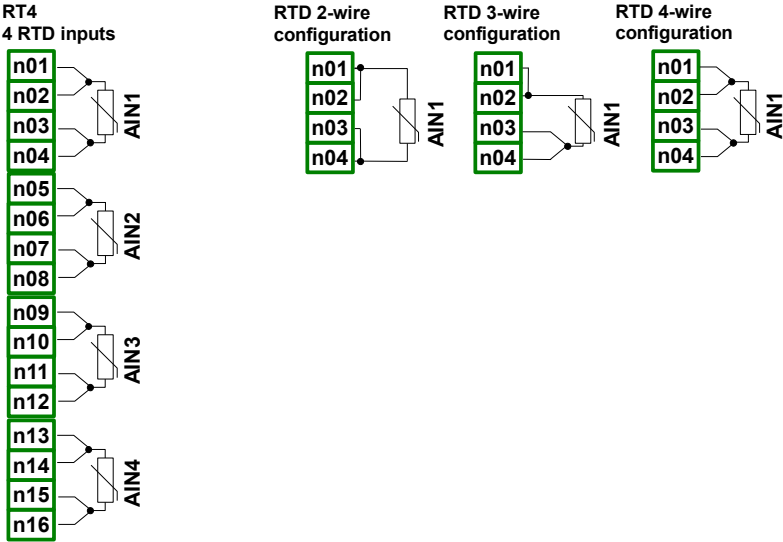 RT4
4 RTD inputs
n01
n02
n03
n04
AIN1
n05
n06
n07
n08
AIN2
n09
n10
n11
n12
AIN3
n13
n14
n15
n16
AIN4
RTD 2-wire
configuration
n01
n02
n03
n04
AIN1
RTD 3-wire
configuration
n01
n02
n03
n04
AIN1
RTD 4-wire
configuration
n01
n02
n03
n04
AIN1